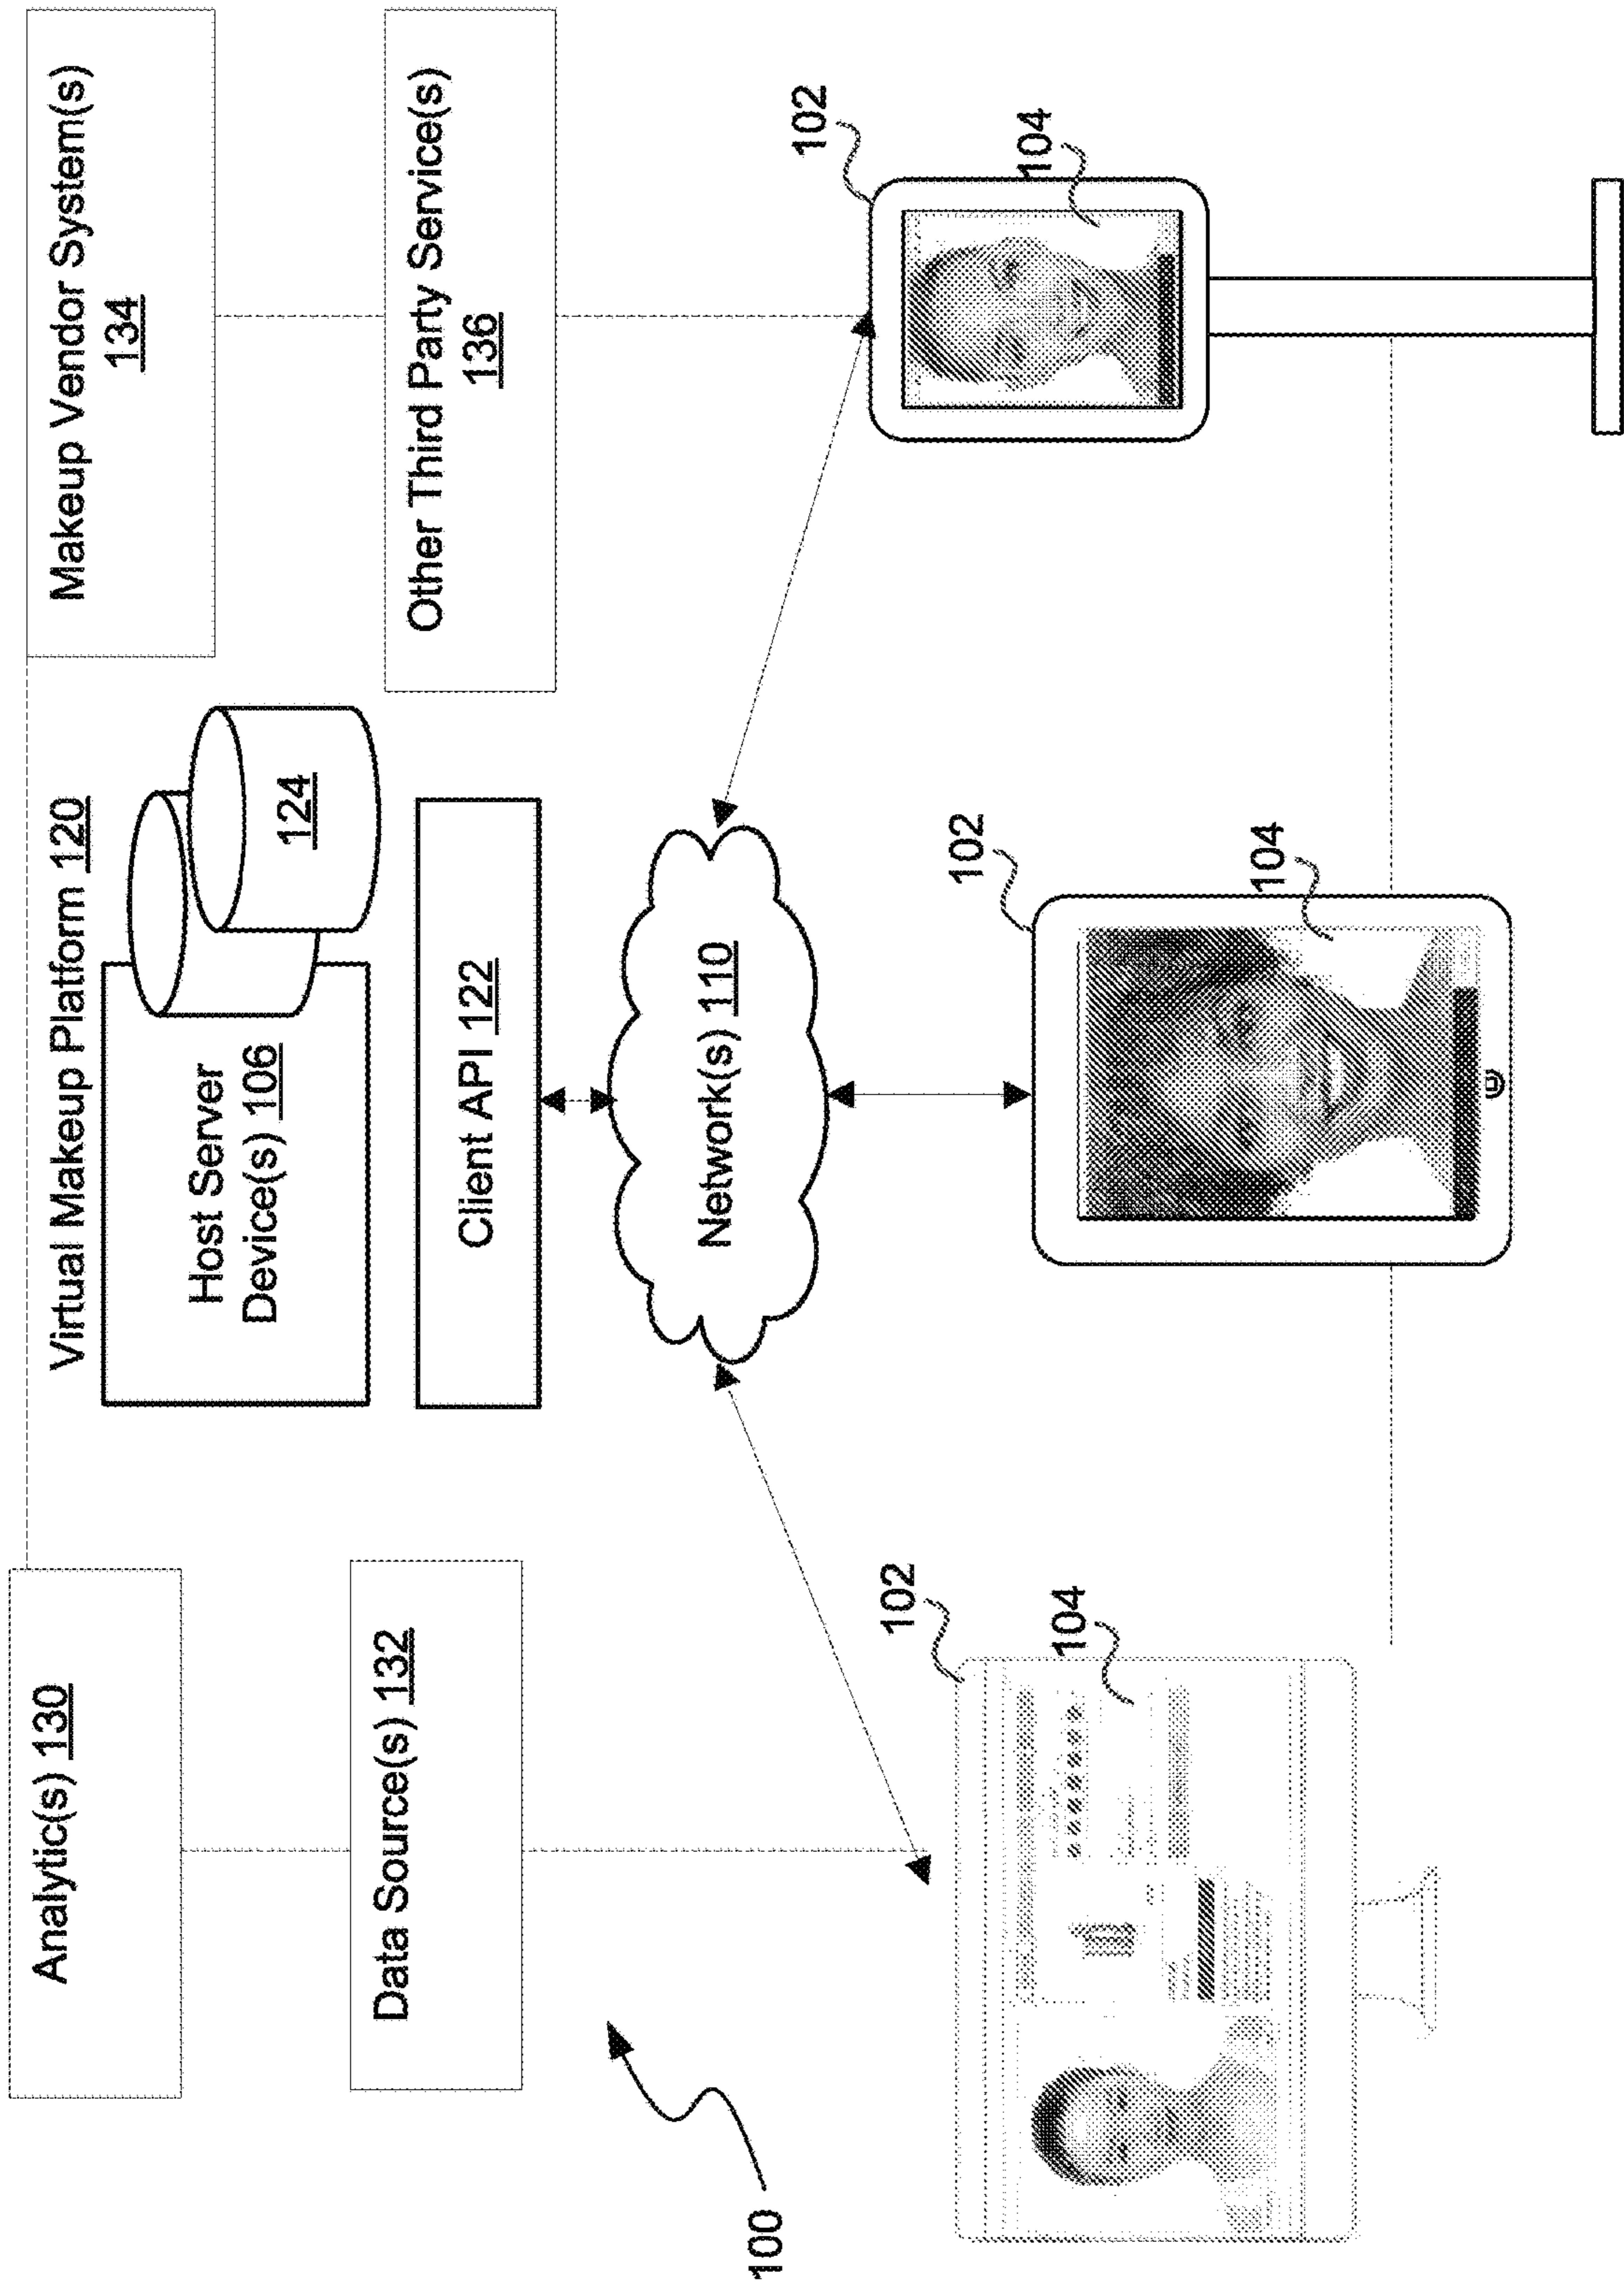 Analytic(s) 130
Data Source(s) 132
Virtual Makeup Platform 120
Host Server
Device(s) 106
124
Client API 122
Network(s) 110
Makeup Vendor System(s)
134
Other Third Party Service(s)
136
100
102
104
102
104
102
104